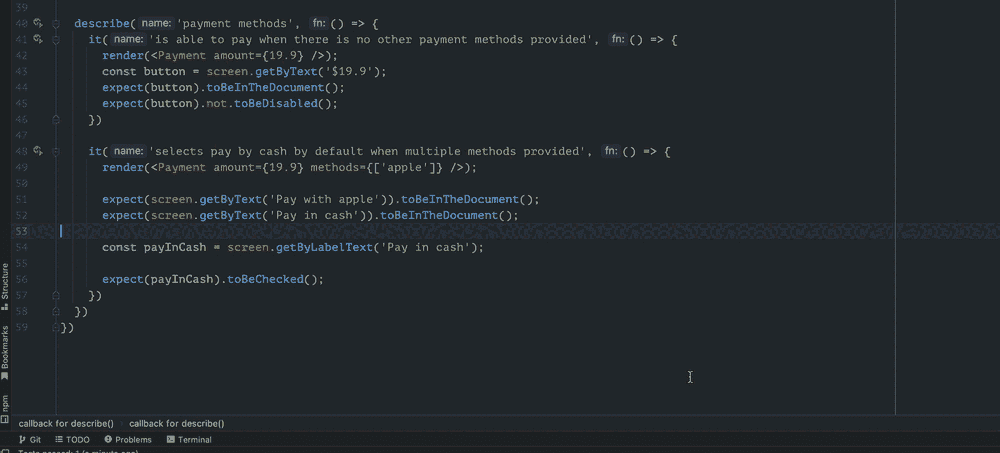 39
40 describe( name: 'payment methods', fn: () => {
41 it( name: 'is able to pay when there is no other payment methods provided', fn: () => {
42 render(<Payment amount={19.9} />);
43 const button = screen.getByText('$19.9');
44 expect(button).toBeInTheDocument();
45 expect(button).not.toBeDisabled();
46 })
47
48 it( name: 'selects pay by cash by default when multiple methods provided', fn: () => {
49 render(<Payment amount={19.9} methods={['apple']} />);
50
51 expect(screen.getByText('Pay with apple')).toBeInTheDocument();
52 expect(screen.getByText('Pay in cash')).toBeInTheDocument();
53
54 const payInCash = screen.getByLabelText('Pay in cash');
55
56 expect(payInCash).toBeChecked();
57 })
58 })
59 })
Structure
Bookmarks
npm
callback for describe() callback for describe()
Git TODO Problems Terminal
Tests passed: 1 (a minute ago)